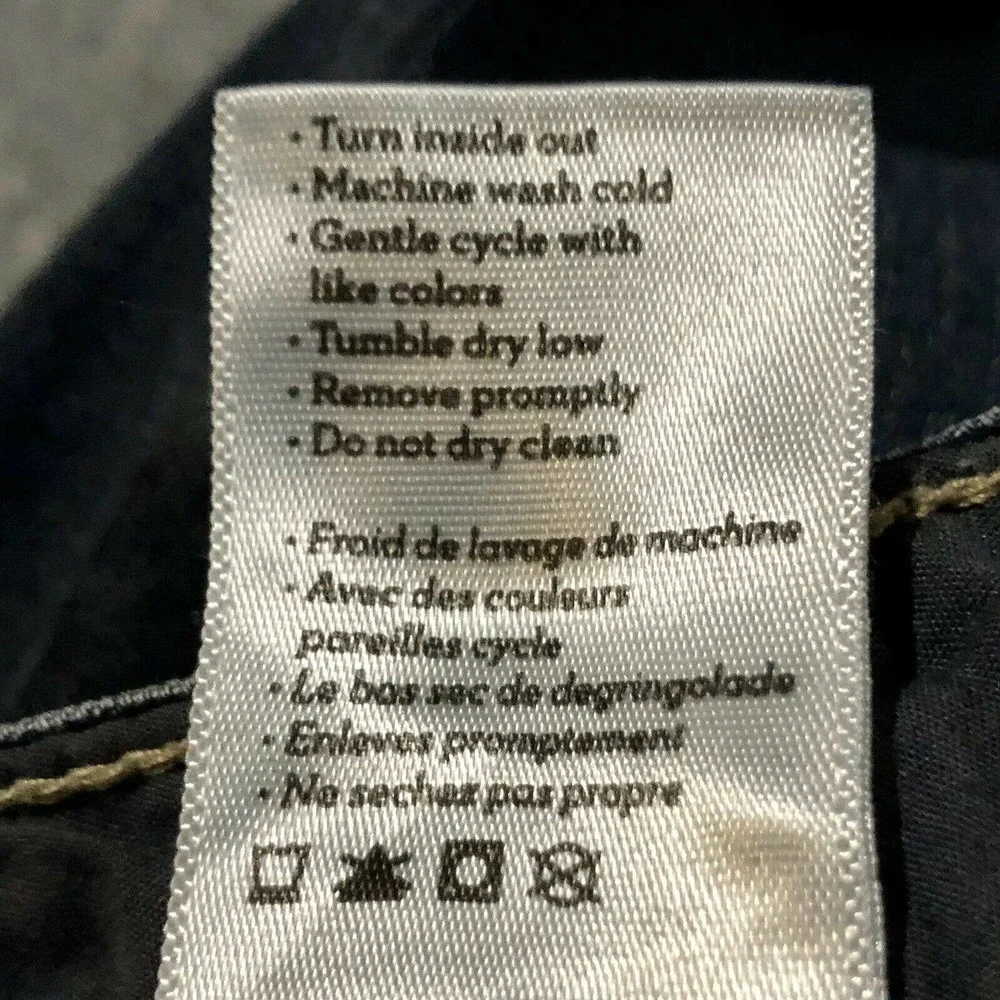 • Turn inside out
• Machine wash cold
• Gentle cycle with
like colors
• Tumble dry low
• Remove promptly
• Do not dry clean
• Froid de lavage de machine
• Avec des couleurs
pareilles cycle
• Le bas sec de degringolade
• Enleves promptement
• Ne sechez pas propre